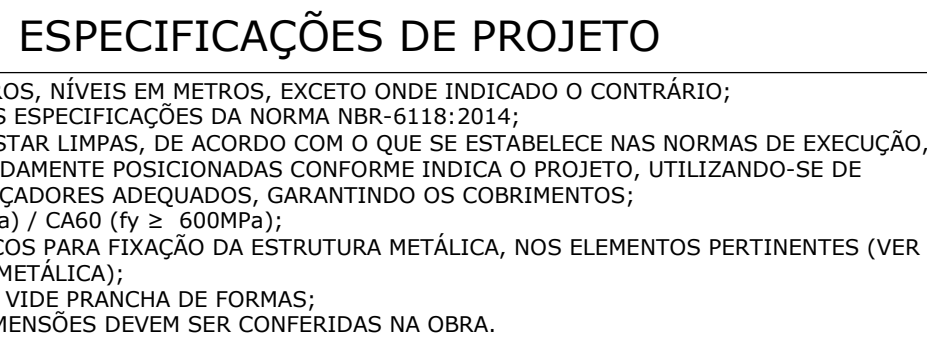 ESPECIFICAÇÕES DE PROJETO
ROS, NÍVEIS EM METROS, EXCETO ONDE INDICADO O CONTRÁRIO;
S ESPECIFICAÇÕES DA NORMA NBR-6118:2014;
STAR LIMPAS, DE ACORDO COM O QUE SE ESTABELECE NAS NORMAS DE EXECUÇÃO,
DAMENTE POSICIONADAS CONFORME INDICA O PROJETO, UTILIZANDO-SE DE
ÇADORES ADEQUADOS, GARANTINDO OS COBRIMENTOS;
a) / CA60 (fy ≥ 600MPa);
COS PARA FIXAÇÃO DA ESTRUTURA METÁLICA, NOS ELEMENTOS PERTINENTES (VER
METÁLICA);
VIDE PRANCHA DE FORMAS;
MENSÕES DEVEM SER CONFERIDAS NA OBRA.